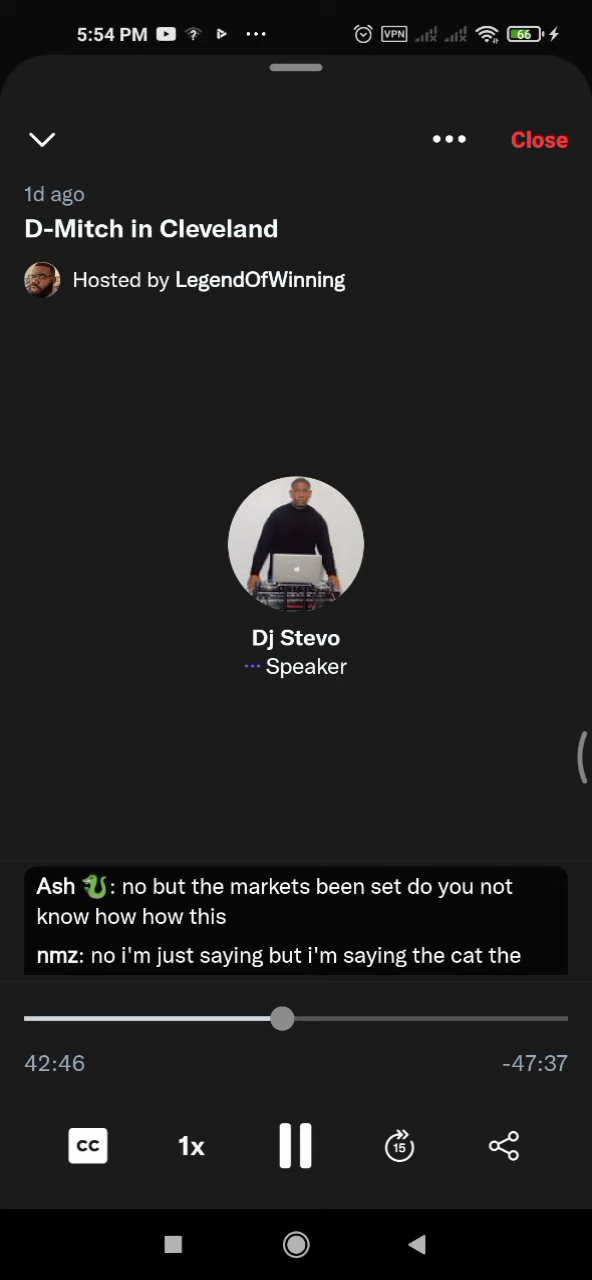 5:54 PM
VPN
66
Close
1d ago
D-Mitch in Cleveland
Hosted by LegendOfWinning
Dj Stevo
Speaker
Ash 🐉: no but the markets been set do you not
know how how this
nmz: no i'm just saying but i'm saying the cat the
42:46
-47:37
CC
1x
15